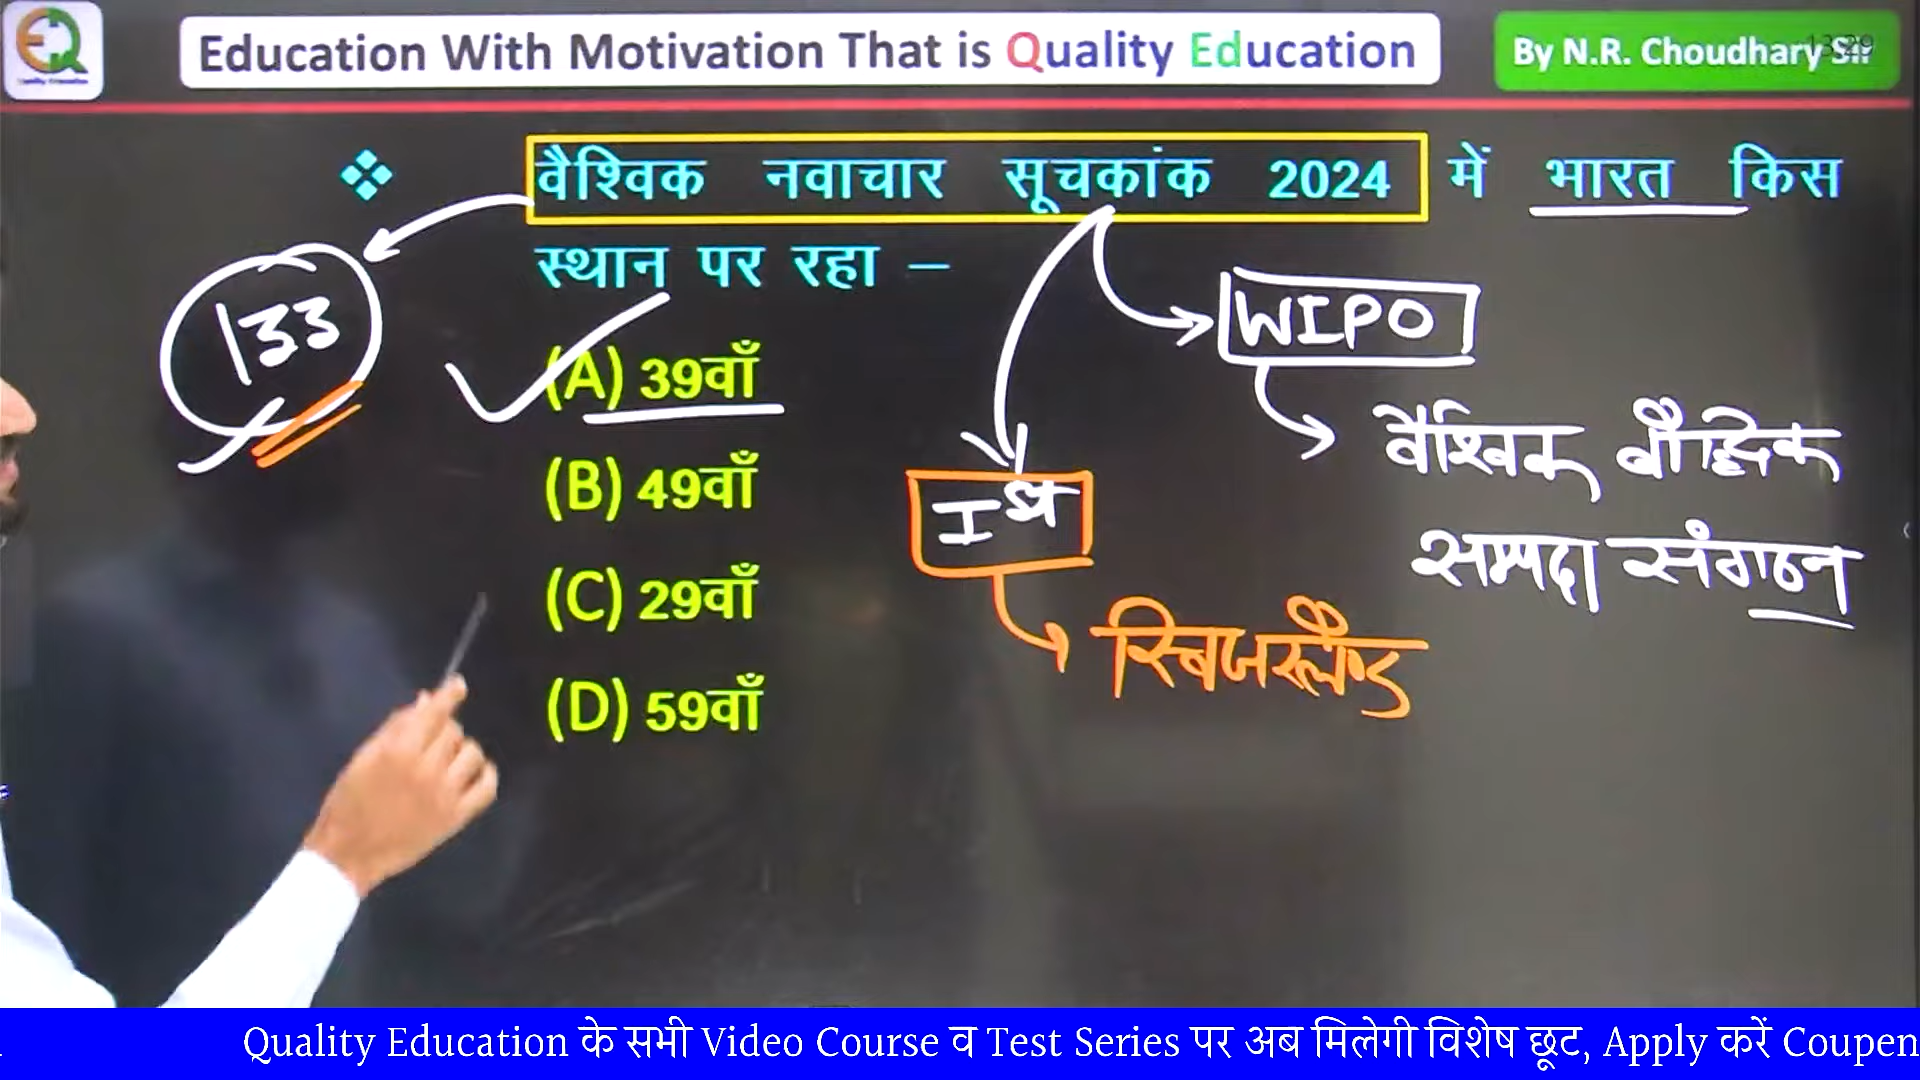 Education With Motivation That is Quality Education
By N.R. Choudhary Sir
13:29
वैश्विक नवाचार सूचकांक 2024 में भारत किस
स्थान पर रहा –
133
WIPO
(A) 39वाँ
वैश्विक बौद्धिक
(B) 49वाँ
सम्पदा संगठन
(C) 29वाँ
स्विजरलैण्ड
(D) 59वाँ
Quality Education के सभी Video Course व Test Series पर अब मिलेगी विशेष छूट, Apply करें Coupen